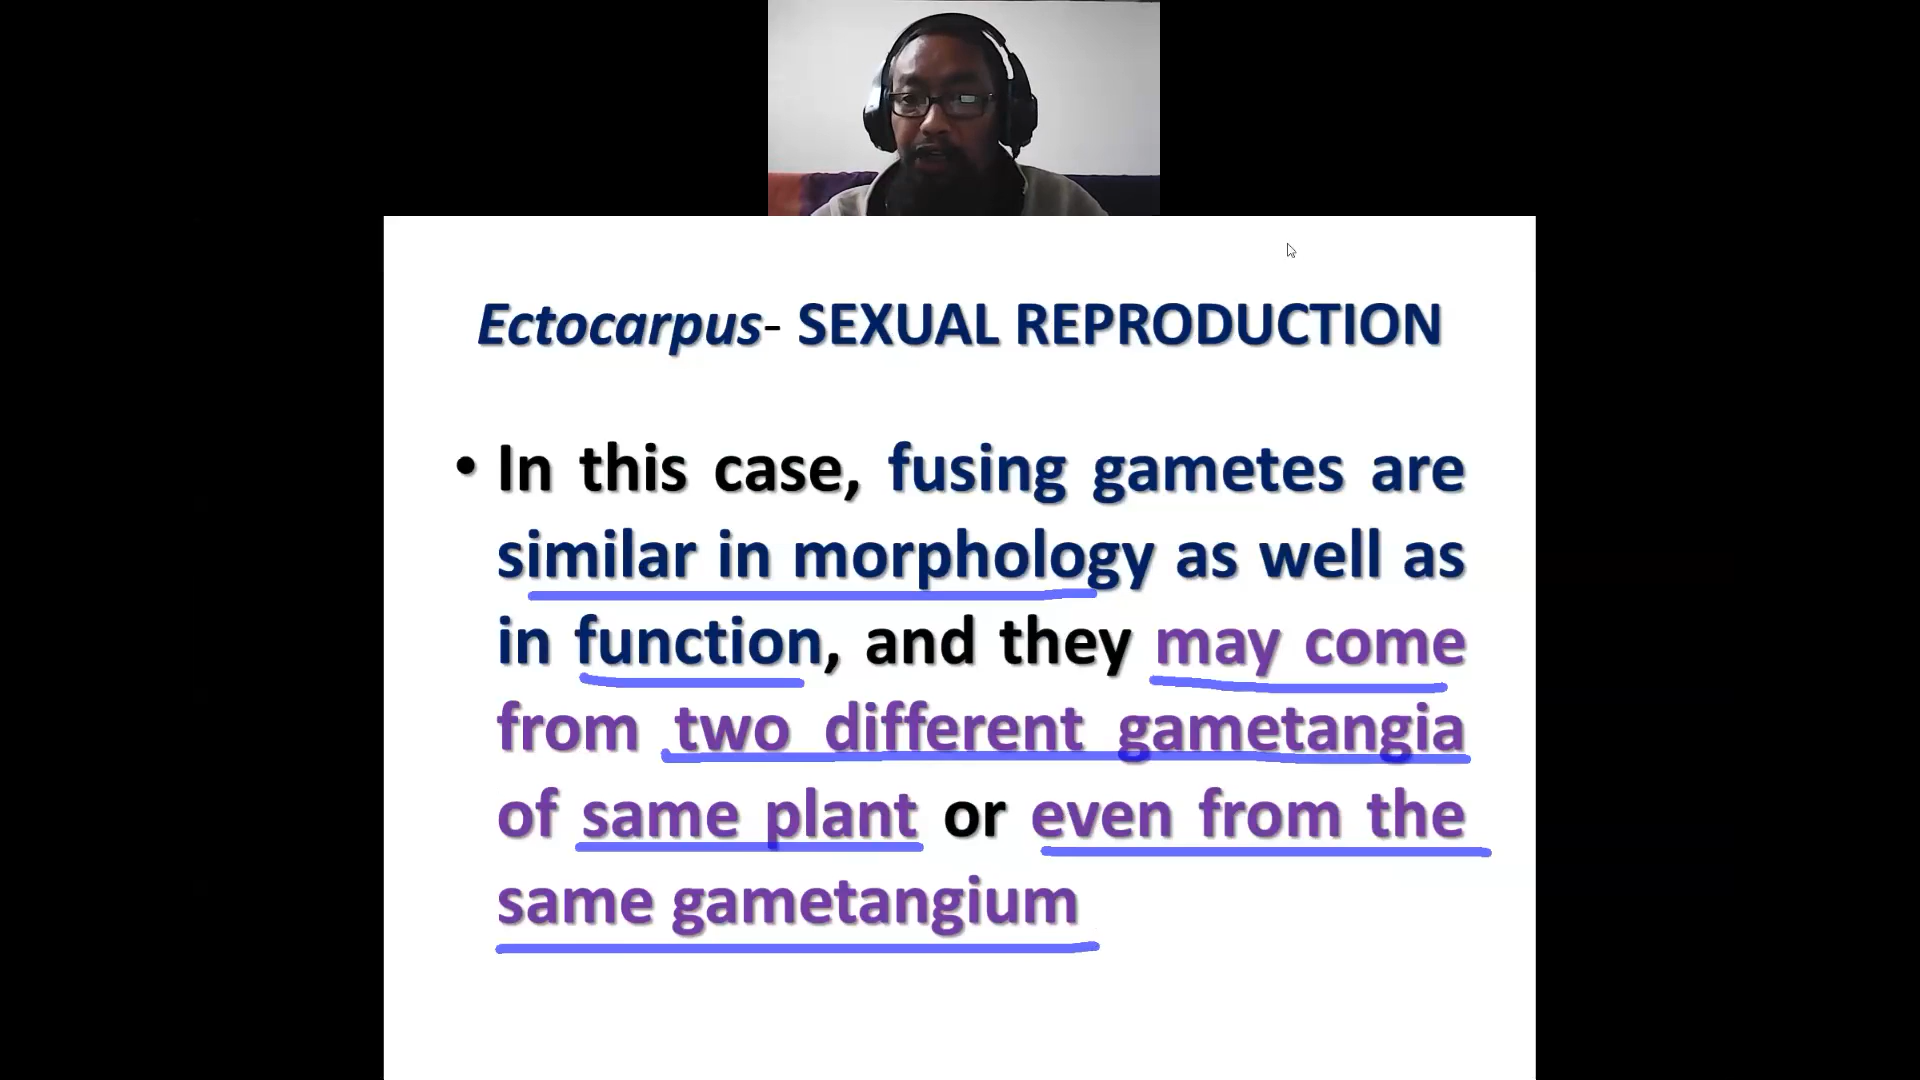 Ectocarpus- SEXUAL REPRODUCTION
• In this case, fusing gametes are
similar in morphology as well as
in function, and they may come
from two different gametangia
of same plant or even from the
same gametangium